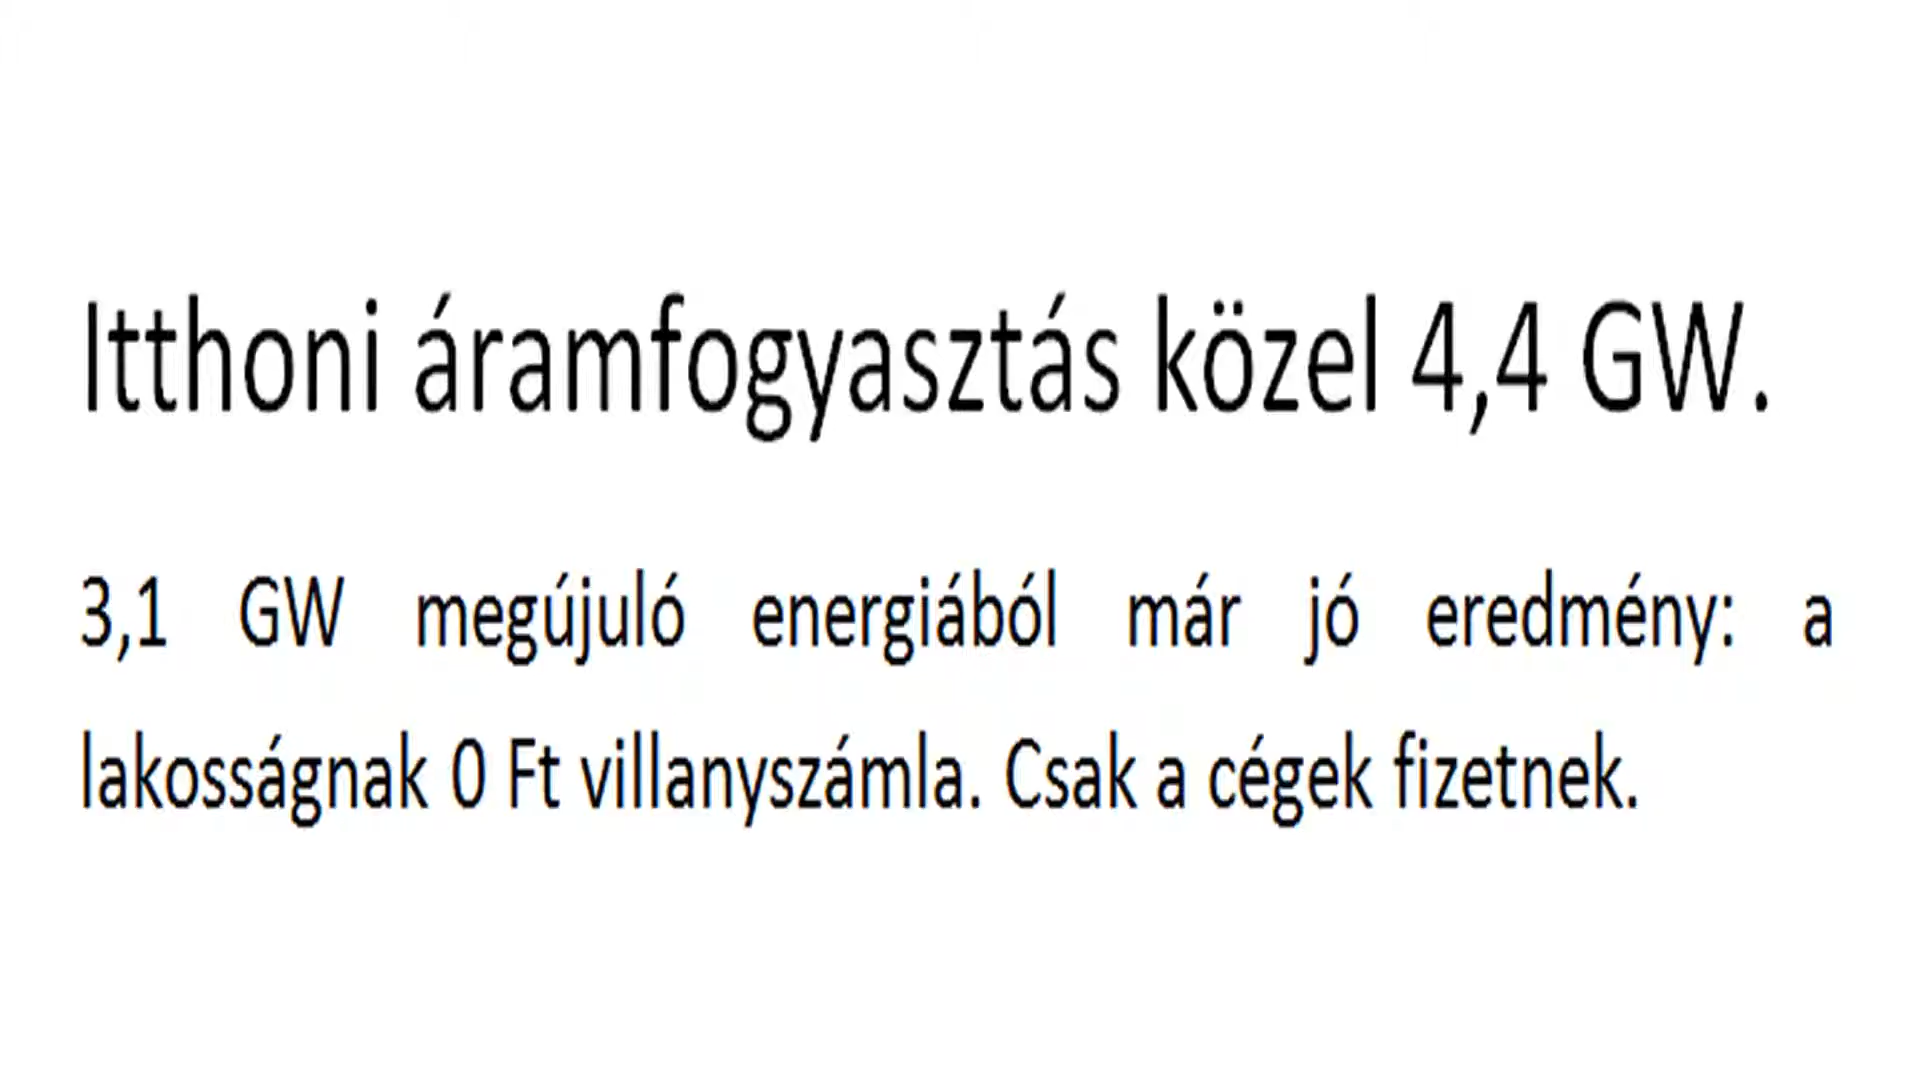 Itthoni áramfogyasztás közel 4,4 GW.
3,1 GW megújuló energiából már jó eredmény: a
lakosságnak 0 Ft villanyszámla. Csak a cégek fizetnek.